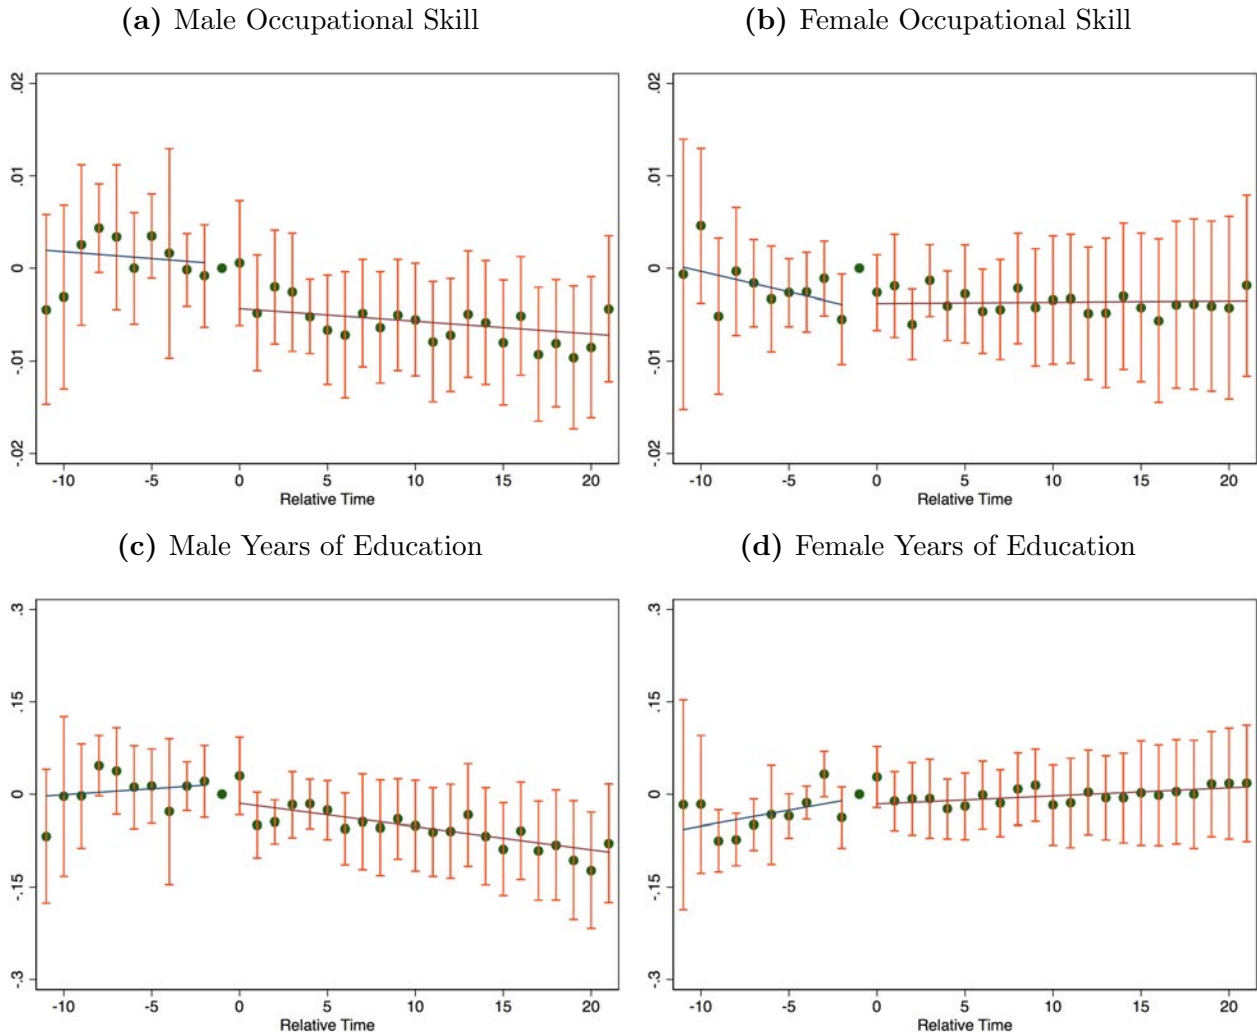 (a) Male Occupational Skill
(b) Female Occupational Skill
.02
.01
0
-.01
-.02
-10 -5 0 5 10 15 20
Relative Time
.02
.01
0
-.01
-.02
-10 -5 0 5 10 15 20
Relative Time
(c) Male Years of Education
(d) Female Years of Education
.3
.15
0
-.15
-.3
-10 -5 0 5 10 15 20
Relative Time
.3
.15
0
-.15
-.3
-10 -5 0 5 10 15 20
Relative Time